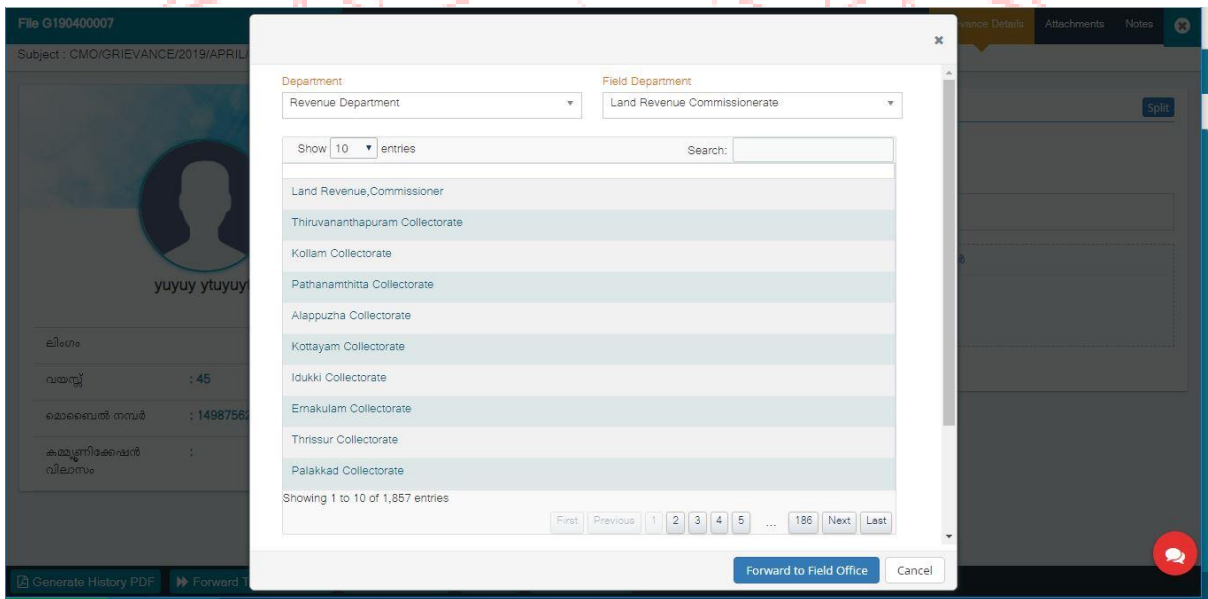 File G190400007
Subject : CMO/GRIEVANCE/2019/APRIL/
Grievance Details Attachments Notes
Split
yuyuy ytuyuy
ലിംഗം
വയസ്സ് : 45
മൊബൈൽ നമ്പർ : 14987562
കമ്മ്യൂണിക്കേഷൻ :
വിലാസം
Generate History PDF Forward T
Department Field Department
Revenue Department Land Revenue Commissionerate
Show 10 entries Search:
Land Revenue,Commissioner
Thiruvananthapuram Collectorate
Kollam Collectorate
Pathanamthitta Collectorate
Alappuzha Collectorate
Kottayam Collectorate
Idukki Collectorate
Ernakulam Collectorate
Thrissur Collectorate
Palakkad Collectorate
Showing 1 to 10 of 1,857 entries
First Previous 1 2 3 4 5 ... 186 Next Last
Forward to Field Office Cancel